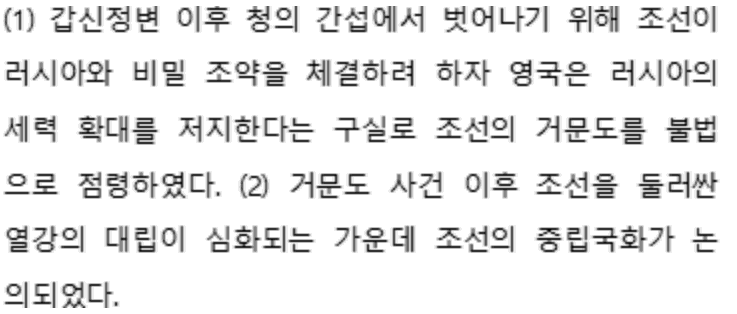 (1) 갑신정변 이후 청의 간섭에서 벗어나기 위해 조선이
러시아와 비밀 조약을 체결하려 하자 영국은 러시아의
세력 확대를 저지한다는 구실로 조선의 거문도를 불법
으로 점령하였다. (2) 거문도 사건 이후 조선을 둘러싼
열강의 대립이 심화되는 가운데 조선의 중립국화가 논
의되었다.